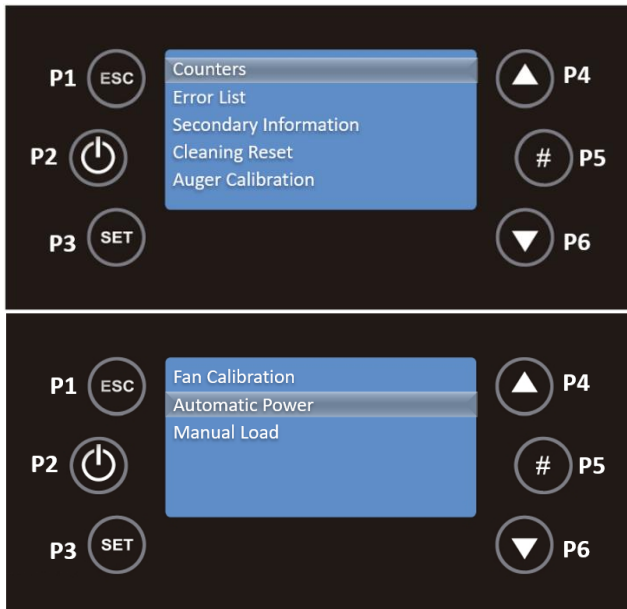 P1 ESC Counters P4
Error List
P2 Secondary Information # P5
Cleaning Reset
Auger Calibration
P3 SET P6
P1 ESC Fan Calibration P4
Automatic Power
Manual Load
P2 # P5
P3 SET P6